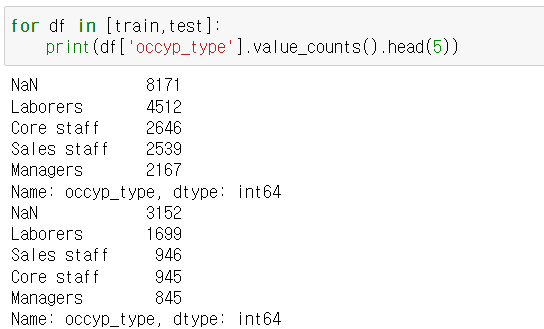 for df in [train,test]:
    print(df['occyp_type'].value_counts().head(5))
NaN 8171
Laborers 4512
Core staff 2646
Sales staff 2539
Managers 2167
Name: occyp_type, dtype: int64
NaN 3152
Laborers 1699
Sales staff 946
Core staff 945
Managers 845
Name: occyp_type, dtype: int64